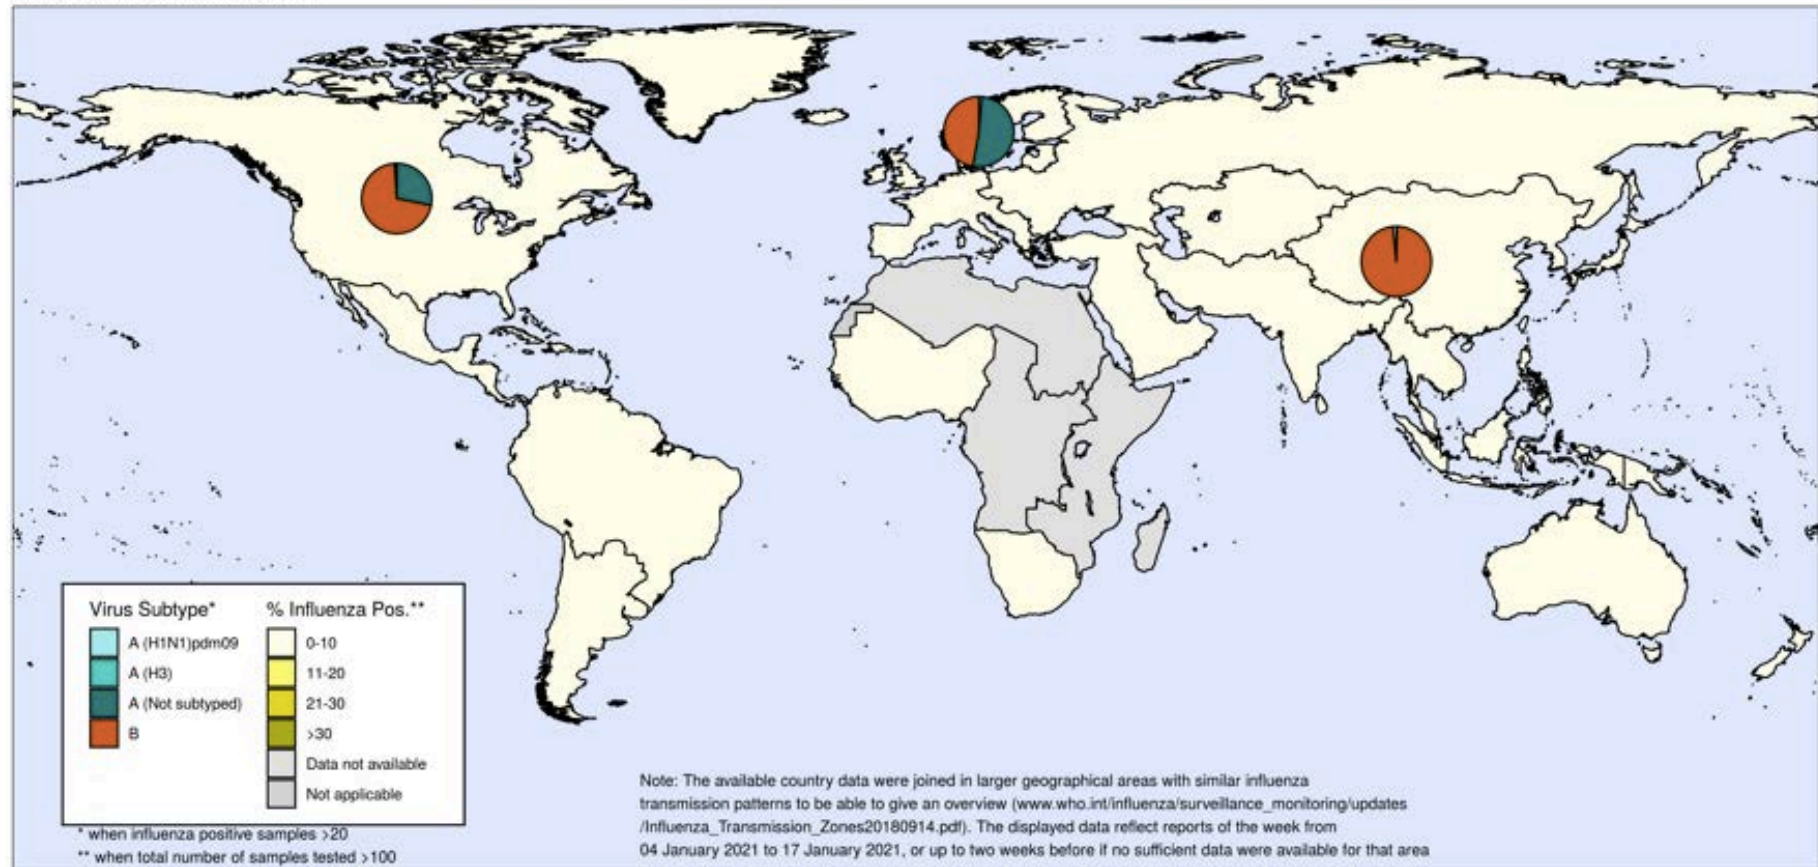 Virus Subtype*
A (H1N1)pdm09
A (H3)
A (Not subtyped)
B
% Influenza Pos.**
0-10
11-20
21-30
>30
Data not available
Not applicable
* when influenza positive samples >20
** when total number of samples tested >100
Note: The available country data were joined in larger geographical areas with similar influenza
transmission patterns to be able to give an overview (www.who.int/influenza/surveillance_monitoring/updates
/Influenza_Transmission_Zones20180914.pdf). The displayed data reflect reports of the week from
04 January 2021 to 17 January 2021, or up to two weeks before if no sufficient data were available for that area